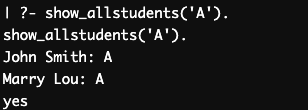 | ?- show_allstudents('A').
show_allstudents('A').
John Smith: A
Marry Lou: A
yes